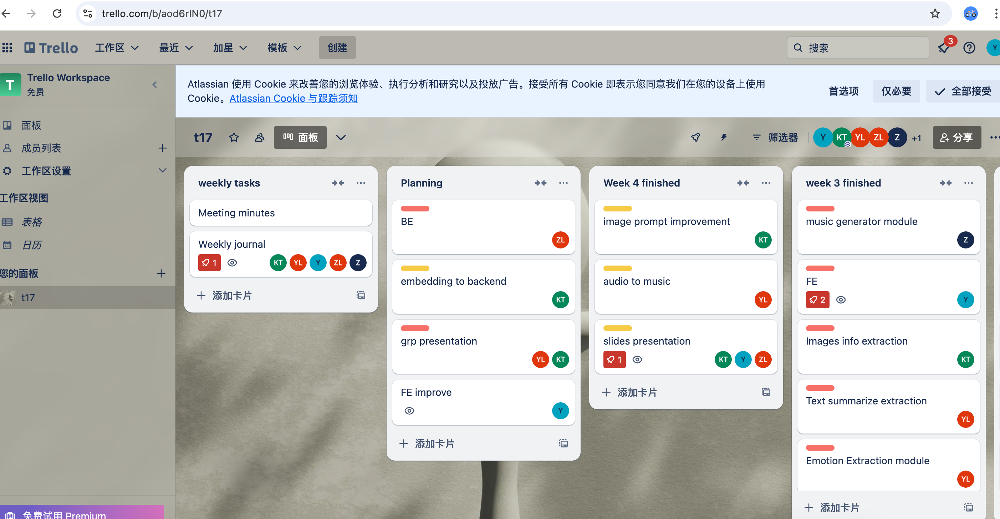 trello.com/b/aod6rIN0/t17
Trello
工作区
最近
加星
模板
创建
搜索
3
Y
T
Trello Workspace
免费
Atlassian 使用 Cookie 来改善您的浏览体验、执行分析和研究以及投放广告。接受所有 Cookie 即表示您同意我们在您的设备上使用
Cookie。Atlassian Cookie 与跟踪须知
首选项
仅必要
全部接受
面板
成员列表
工作区设置
工作区视图
表格
日历
您的面板
t17
免费试用 Premium
t17
面板
筛选器
Y
KT
YL
ZL
Z
+1
分享
weekly tasks
Meeting minutes
Weekly journal
1
KT
YL
Y
ZL
Z
添加卡片
Planning
BE
ZL
embedding to backend
KT
grp presentation
YL
KT
FE improve
Y
添加卡片
Week 4 finished
image prompt improvement
KT
audio to music
YL
slides presentation
1
KT
Y
ZL
添加卡片
week 3 finished
music generator module
Z
FE
2
Y
Images info extraction
KT
Text summarize extraction
YL
Emotion Extraction module
YL
添加卡片